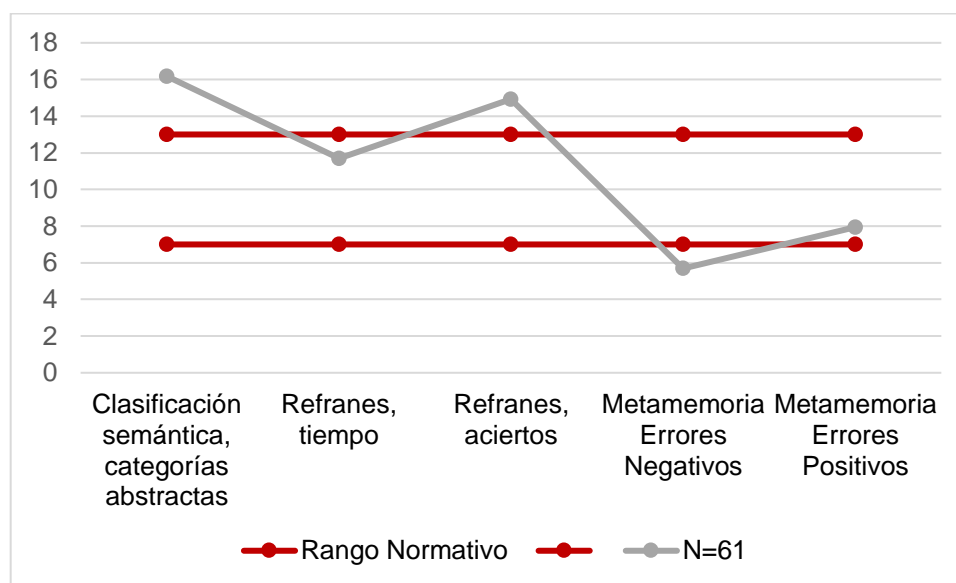 18
16
14
12
10
8
6
4
2
0
Clasificación
semántica,
categorías
abstractas
Refranes,
tiempo
Refranes,
aciertos
Metamemoria
Errores
Negativos
Metamemoria
Errores
Positivos
Rango Normativo
N=61